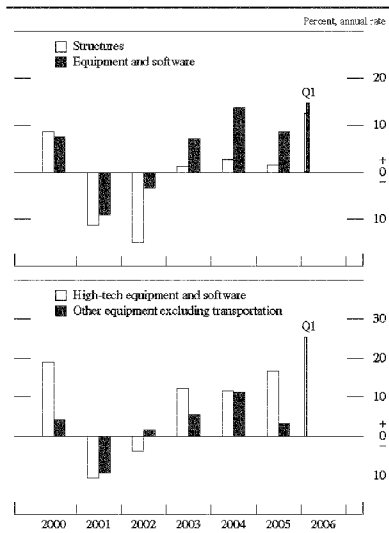 Percent, annual rate
Structures
Equipment and software
20
Q1
10
+
0
−
10
High-tech equipment and software
Other equipment excluding transportation
30
Q1
20
10
+
0
−
10
2000 2001 2002 2003 2004 2005 2006